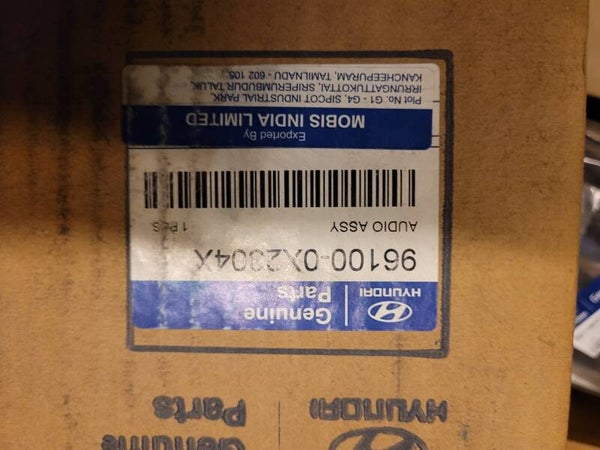 Genuine
HYUNDAI Parts
HYUNDAI Genuine
Parts
96100-0X2304X
AUDIO ASSY 1 PCS
Exported By
MOBIS INDIA LIMITED
Plot No. G1 - G4, SIPCOT INDUSTRIAL PARK,
IRRUNGATTUKOTTAI, SRIPERUMBUDUR TALUK,
KANCHEEPURAM, TAMILNADU - 602 105.